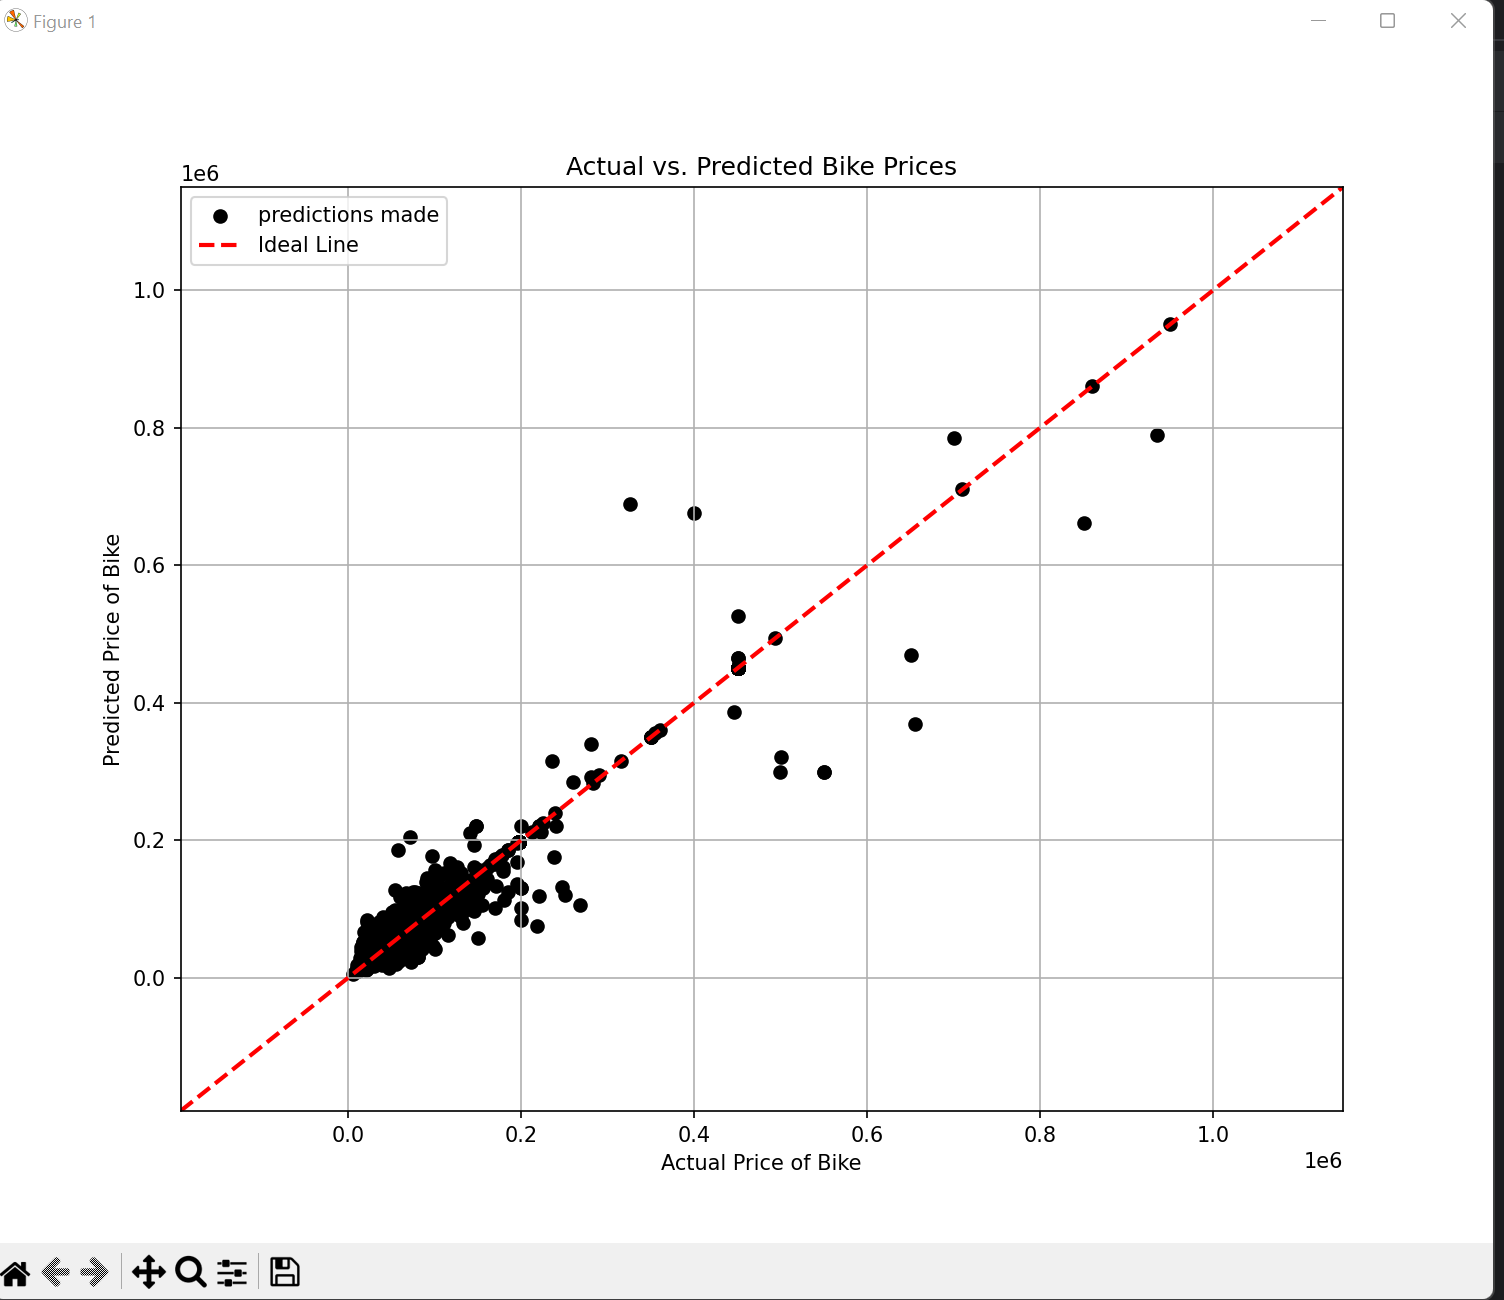 Figure 1
Actual vs. Predicted Bike Prices
1e6
predictions made
Ideal Line
1.0
0.8
0.6
0.4
0.2
0.0
Predicted Price of Bike
0.0 0.2 0.4 0.6 0.8 1.0
Actual Price of Bike
1e6